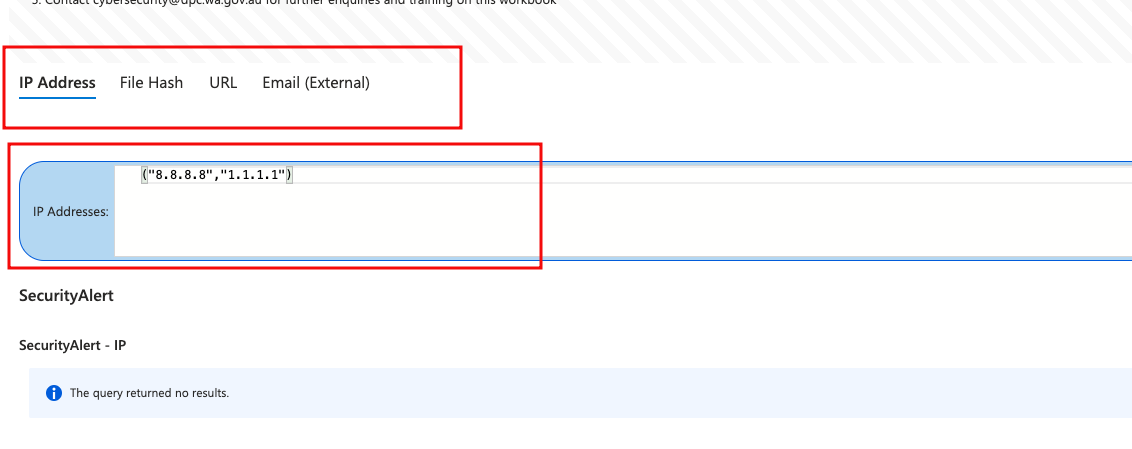 5. Contact cybersecurity@dpc.wa.gov.au for further enquiries and training on this workbook
IP Address File Hash URL Email (External)
("8.8.8.8","1.1.1.1")
IP Addresses:
SecurityAlert
SecurityAlert - IP
The query returned no results.